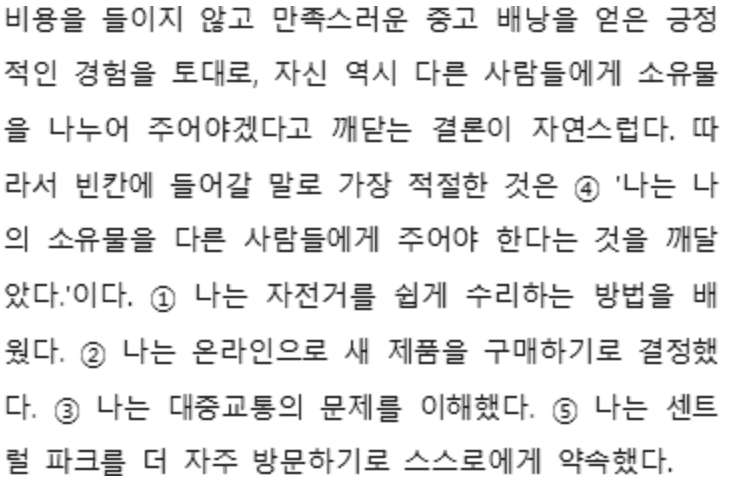 비용을 들이지 않고 만족스러운 중고 배낭을 얻은 긍정
적인 경험을 토대로, 자신 역시 다른 사람들에게 소유물
을 나누어 주어야겠다고 깨닫는 결론이 자연스럽다. 따
라서 빈칸에 들어갈 말로 가장 적절한 것은 ④ '나는 나
의 소유물을 다른 사람들에게 주어야 한다는 것을 깨달
았다.'이다. ① 나는 자전거를 쉽게 수리하는 방법을 배
웠다. ② 나는 온라인으로 새 제품을 구매하기로 결정했
다. ③ 나는 대중교통의 문제를 이해했다. ⑤ 나는 센트
럴 파크를 더 자주 방문하기로 스스로에게 약속했다.